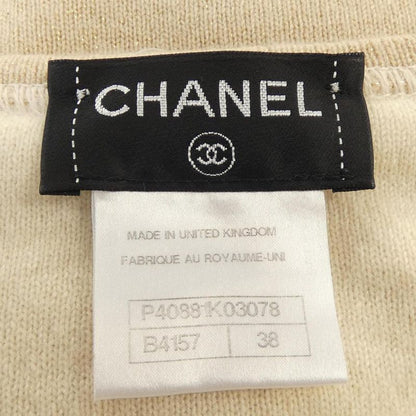 CHANEL
MADE IN UNITED KINGDOM
FABRIQUE AU ROYAUME-UNI
P40881K03078
B4157 38